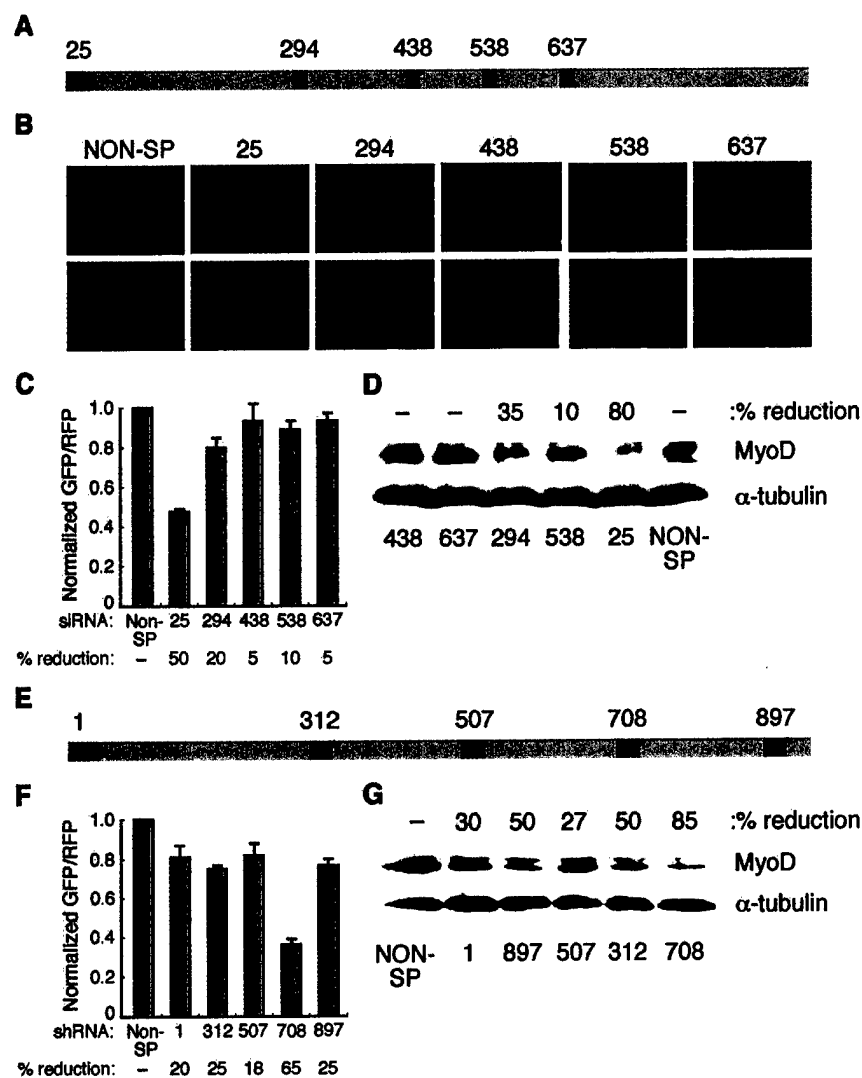 A
25 294 438 538 637
B
NON-SP 25 294 438 538 637
C
Normalized GFP/RFP
1.0
0.8
0.6
0.4
0.2
0
siRNA: Non-SP 25 294 438 538 637
% reduction: – 50 20 5 10 5
D
– – 35 10 80 – :% reduction
MyoD
α-tubulin
438 637 294 538 25 NON-SP
E
1 312 507 708 897
F
Normalized GFP/RFP
1.0
0.8
0.6
0.4
0.2
0
shRNA: Non-SP 1 312 507 708 897
% reduction: – 20 25 18 65 25
G
– 30 50 27 50 85 :% reduction
MyoD
α-tubulin
NON-SP 1 897 507 312 708